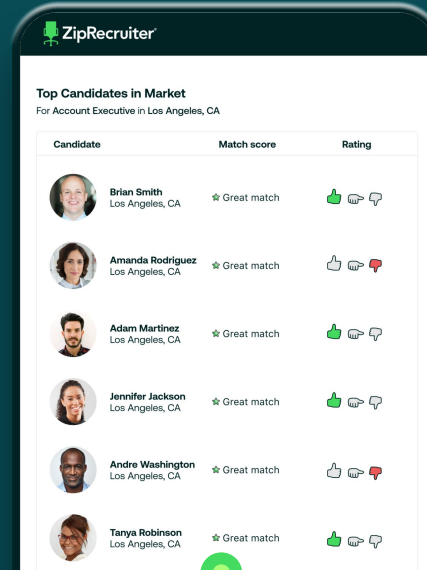 ZipRecruiter®
Top Candidates in Market
For Account Executive in Los Angeles, CA
Candidate Match score Rating
Brian Smith
Los Angeles, CA
Great match
Amanda Rodriguez
Los Angeles, CA
Great match
Adam Martinez
Los Angeles, CA
Great match
Jennifer Jackson
Los Angeles, CA
Great match
Andre Washington
Los Angeles, CA
Great match
Tanya Robinson
Los Angeles, CA
Great match